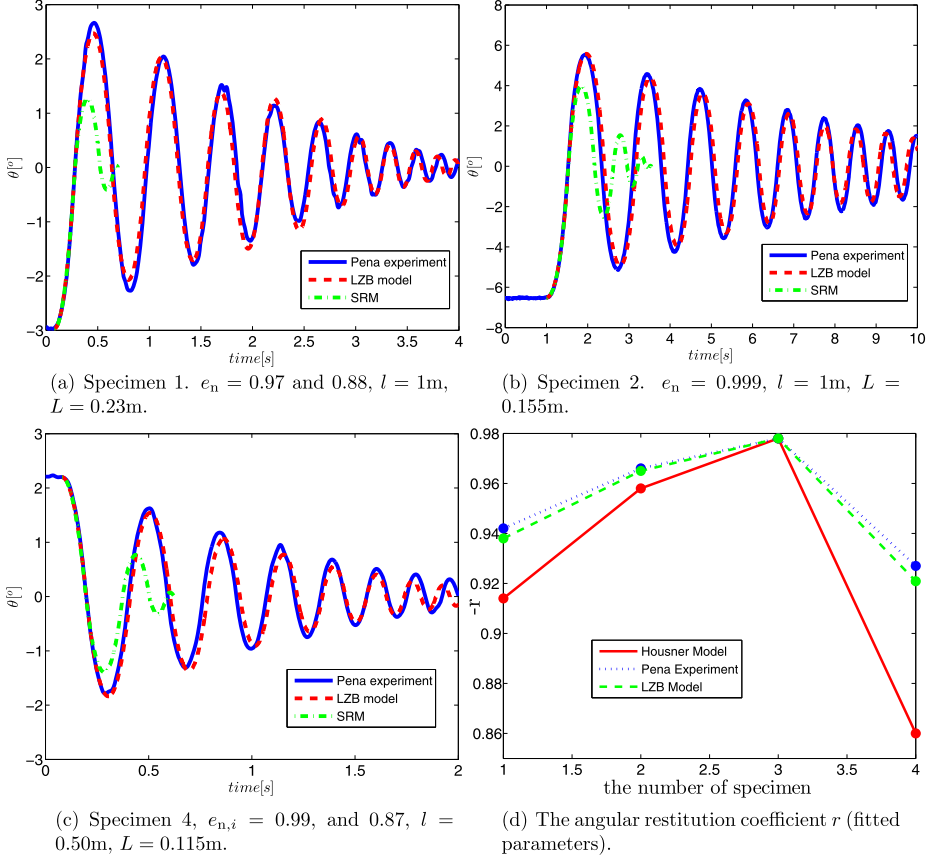 3
2
1
0
−1
−2
−3
θ[°]
0 0.5 1 1.5 2 2.5 3 3.5 4
time[s]
Pena experiment
LZB model
SRM
(a) Specimen 1. eₙ = 0.97 and 0.88, l = 1m,
L = 0.23m.
8
6
4
2
0
−2
−4
−6
−8
θ[°]
0 1 2 3 4 5 6 7 8 9 10
time[s]
Pena experiment
LZB model
SRM
(b) Specimen 2. eₙ = 0.999, l = 1m, L =
0.155m.
3
2
1
0
−1
−2
−3
θ[°]
0 0.5 1 1.5 2
time[s]
Pena experiment
LZB model
SRM
(c) Specimen 4, eₙ,ᵢ = 0.99, and 0.87, l =
0.50m, L = 0.115m.
0.98
0.96
0.94
0.92
0.9
0.88
0.86
-r
1 1.5 2 2.5 3 3.5 4
the number of specimen
Housner Model
Pena Experiment
LZB Model
(d) The angular restitution coefficient r (fitted
parameters).